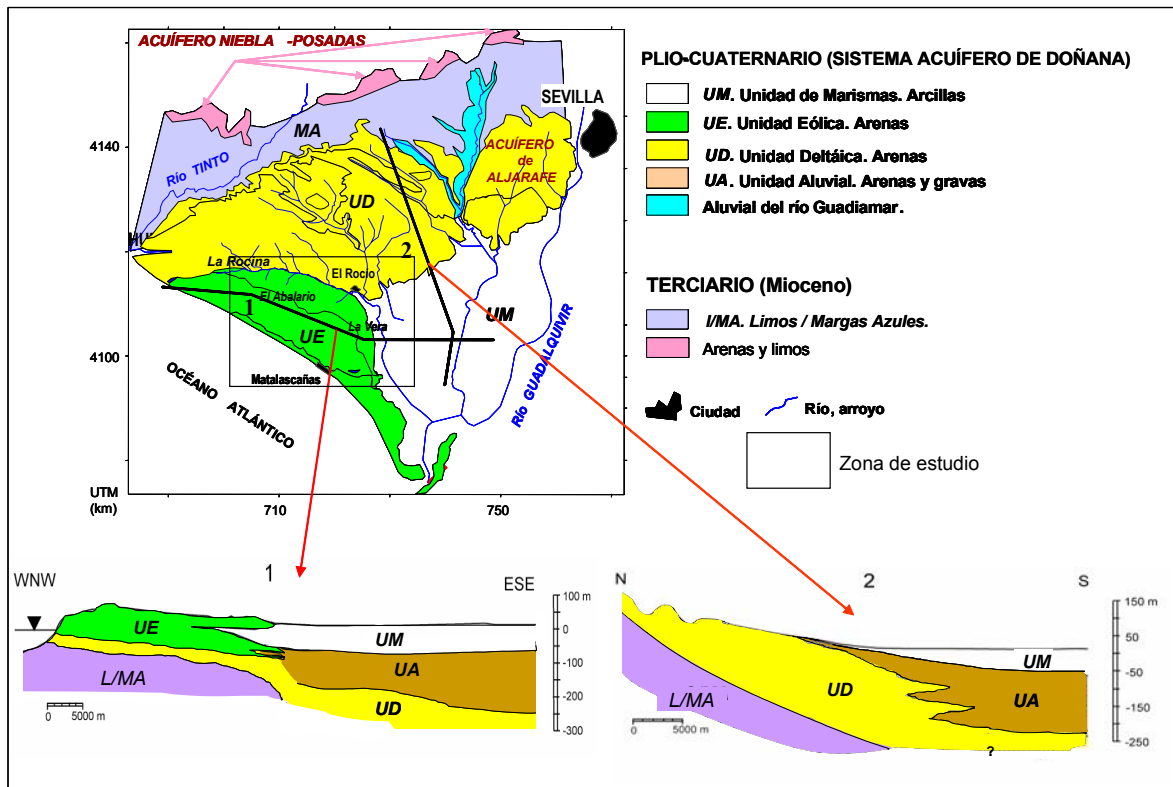 ACUÍFERO NIEBLA -POSADAS
SEVILLA
MA
4140
Río TINTO
ACUÍFERO
de
ALJARAFE
UD
2
HU
La Rocina
El Rocío
El Abalario
1
La Vera
UM
UE
4100
Matalascañas
OCÉANO ATLÁNTICO
Río GUADALQUIVIR
UTM
(km)
710
750
PLIO-CUATERNARIO (SISTEMA ACUÍFERO DE DOÑANA)
UM. Unidad de Marismas. Arcillas
UE. Unidad Eólica. Arenas
UD. Unidad Deltáica. Arenas
UA. Unidad Aluvial. Arenas y gravas
Aluvial del río Guadiamar.
TERCIARIO (Mioceno)
l/MA. Limos / Margas Azules.
Arenas y limos
Ciudad
Río, arroyo
Zona de estudio
1
WNW
ESE
100 m
0
-100
-200
-300
UE
UM
UA
L/MA
UD
0 5000 m
2
N
S
150 m
50
-50
-150
-250
UM
UD
UA
L/MA
0 5000 m
?